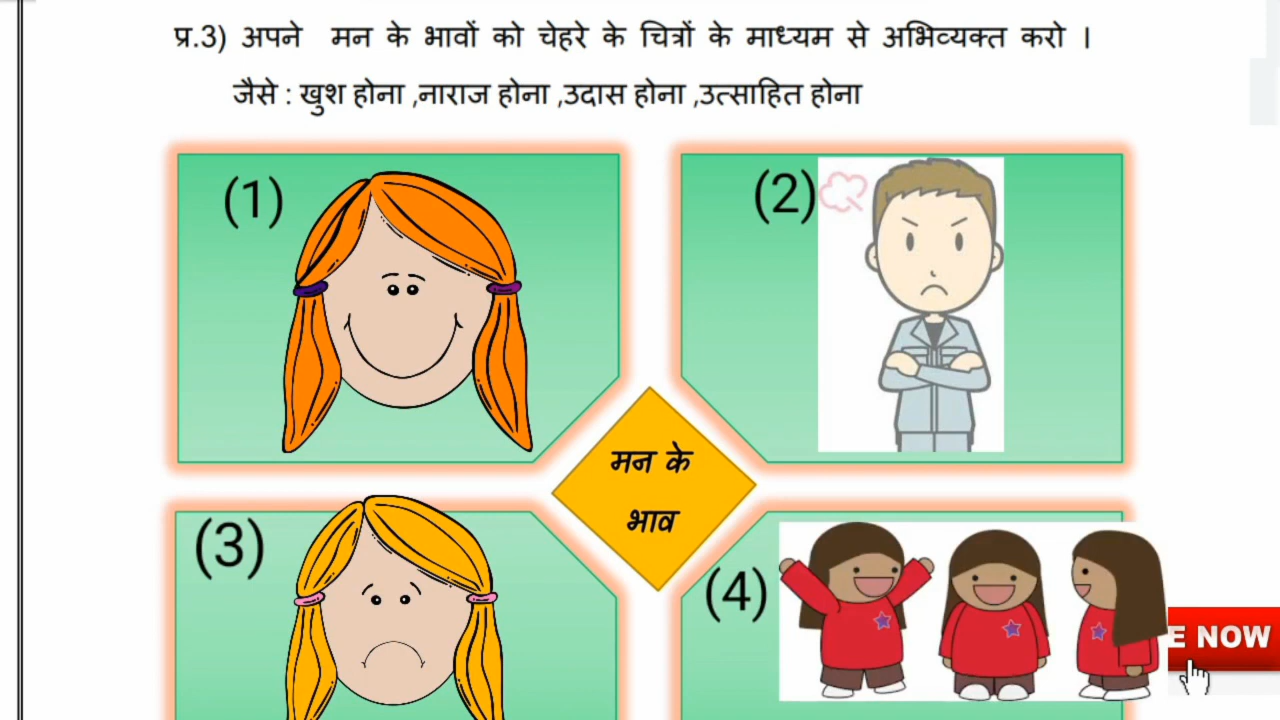 प्र.3) अपने मन के भावों को चेहरे के चित्रों के माध्यम से अभिव्यक्त करो ।
जैसे : खुश होना ,नाराज होना ,उदास होना ,उत्साहित होना
(1)
(2)
मन के
भाव
(3)
(4)
E NOW